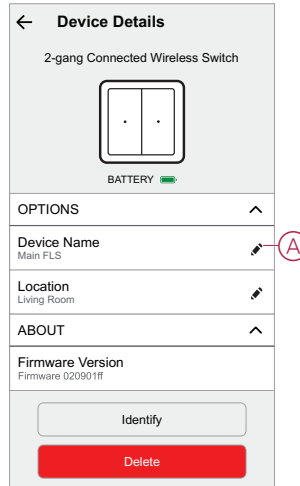 Device Details
2-gang Connected Wireless Switch
BATTERY
OPTIONS
Device Name
Main FLS
A
Location
Living Room
ABOUT
Firmware Version
Firmware 020901ff
Identify
Delete